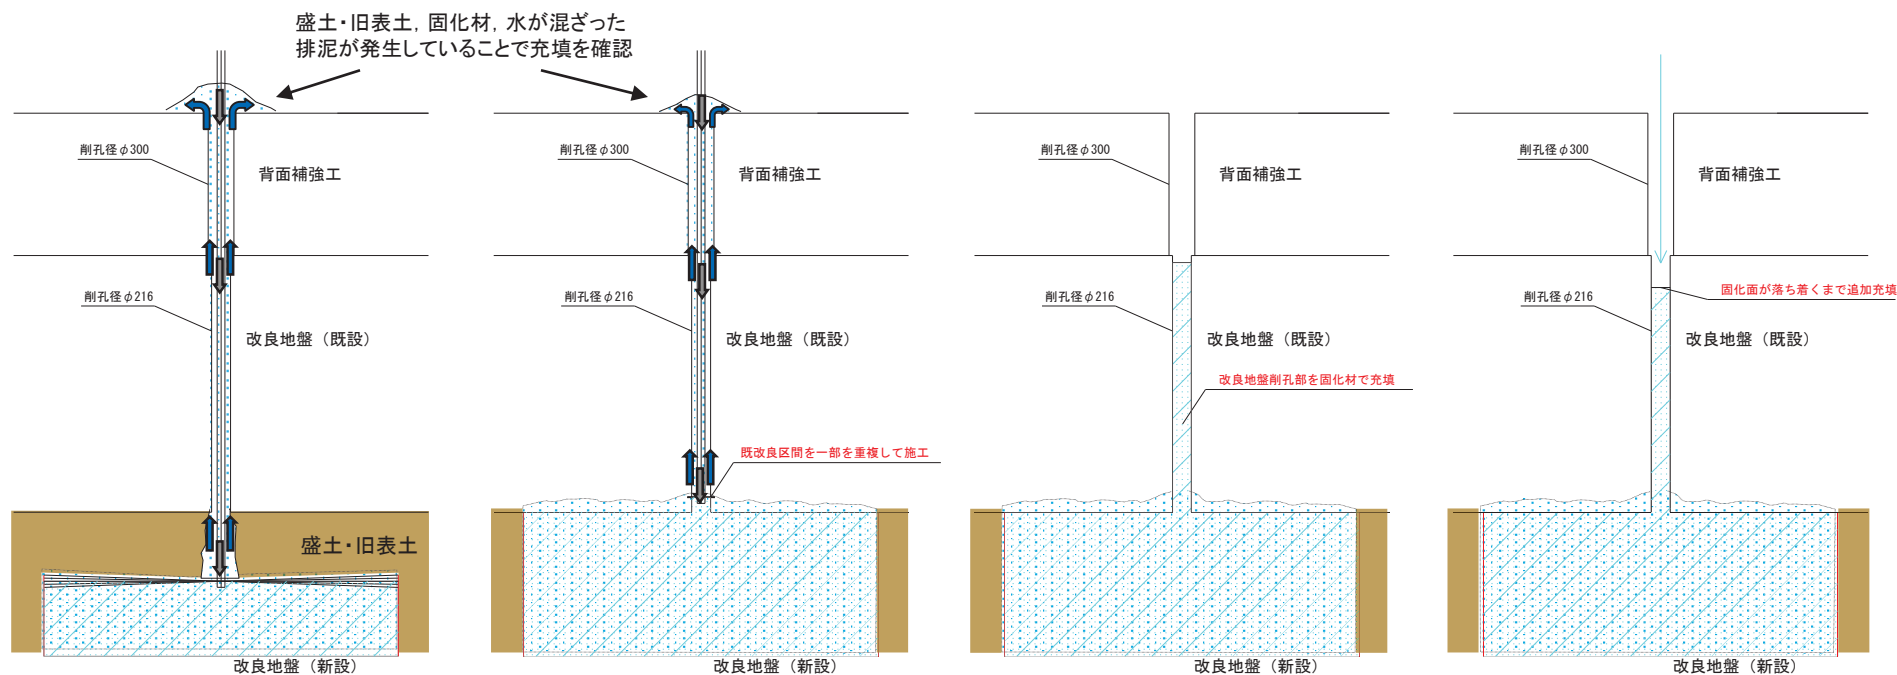 盛土・旧表土，固化材，水が混ざった
排泥が発生していることで充填を確認
削孔径φ300
背面補強工
削孔径φ216
改良地盤（既設）
盛土・旧表土
改良地盤（新設）
削孔径φ300
背面補強工
削孔径φ216
改良地盤（既設）
既改良区間を一部を重複して施工
改良地盤（新設）
削孔径φ300
背面補強工
削孔径φ216
改良地盤（既設）
改良地盤削孔部を固化材で充填
改良地盤（新設）
削孔径φ300
背面補強工
固化面が落ち着くまで追加充填
削孔径φ216
改良地盤（既設）
改良地盤（新設）